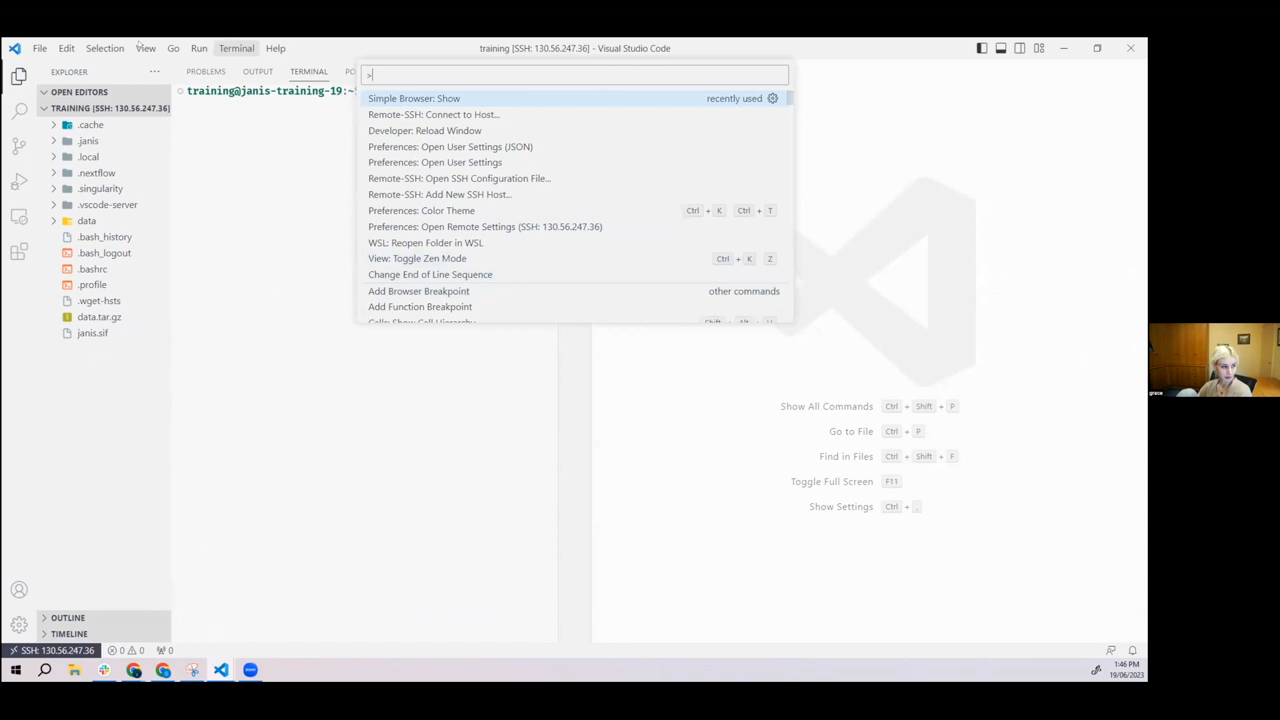 File Edit Selection View Go Run Terminal Help
training [SSH: 130.56.247.36] - Visual Studio Code
EXPLORER
OPEN EDITORS
TRAINING [SSH: 130.56.247.36]
.cache
.janis
.local
.nextflow
.singularity
.vscode-server
data
.bash_history
.bash_logout
.bashrc
.profile
.wget-hsts
data.tar.gz
janis.sif
OUTLINE
TIMELINE
PROBLEMS OUTPUT TERMINAL PO
training@janis-training-19:~
>
Simple Browser: Show recently used
Remote-SSH: Connect to Host...
Developer: Reload Window
Preferences: Open User Settings (JSON)
Preferences: Open User Settings
Remote-SSH: Open SSH Configuration File...
Remote-SSH: Add New SSH Host...
Preferences: Color Theme Ctrl + K Ctrl + T
Preferences: Open Remote Settings (SSH: 130.56.247.36)
WSL: Reopen Folder in WSL
View: Toggle Zen Mode Ctrl + K Z
Change End of Line Sequence
Add Browser Breakpoint other commands
Add Function Breakpoint
Calls: Show Call Hierarchy Shift + Alt + H
Show All Commands Ctrl + Shift + P
Go to File Ctrl + P
Find in Files Ctrl + Shift + F
Toggle Full Screen F11
Show Settings Ctrl + ,
grace
SSH: 130.56.247.36 0 0 0
1:46 PM
19/06/2023